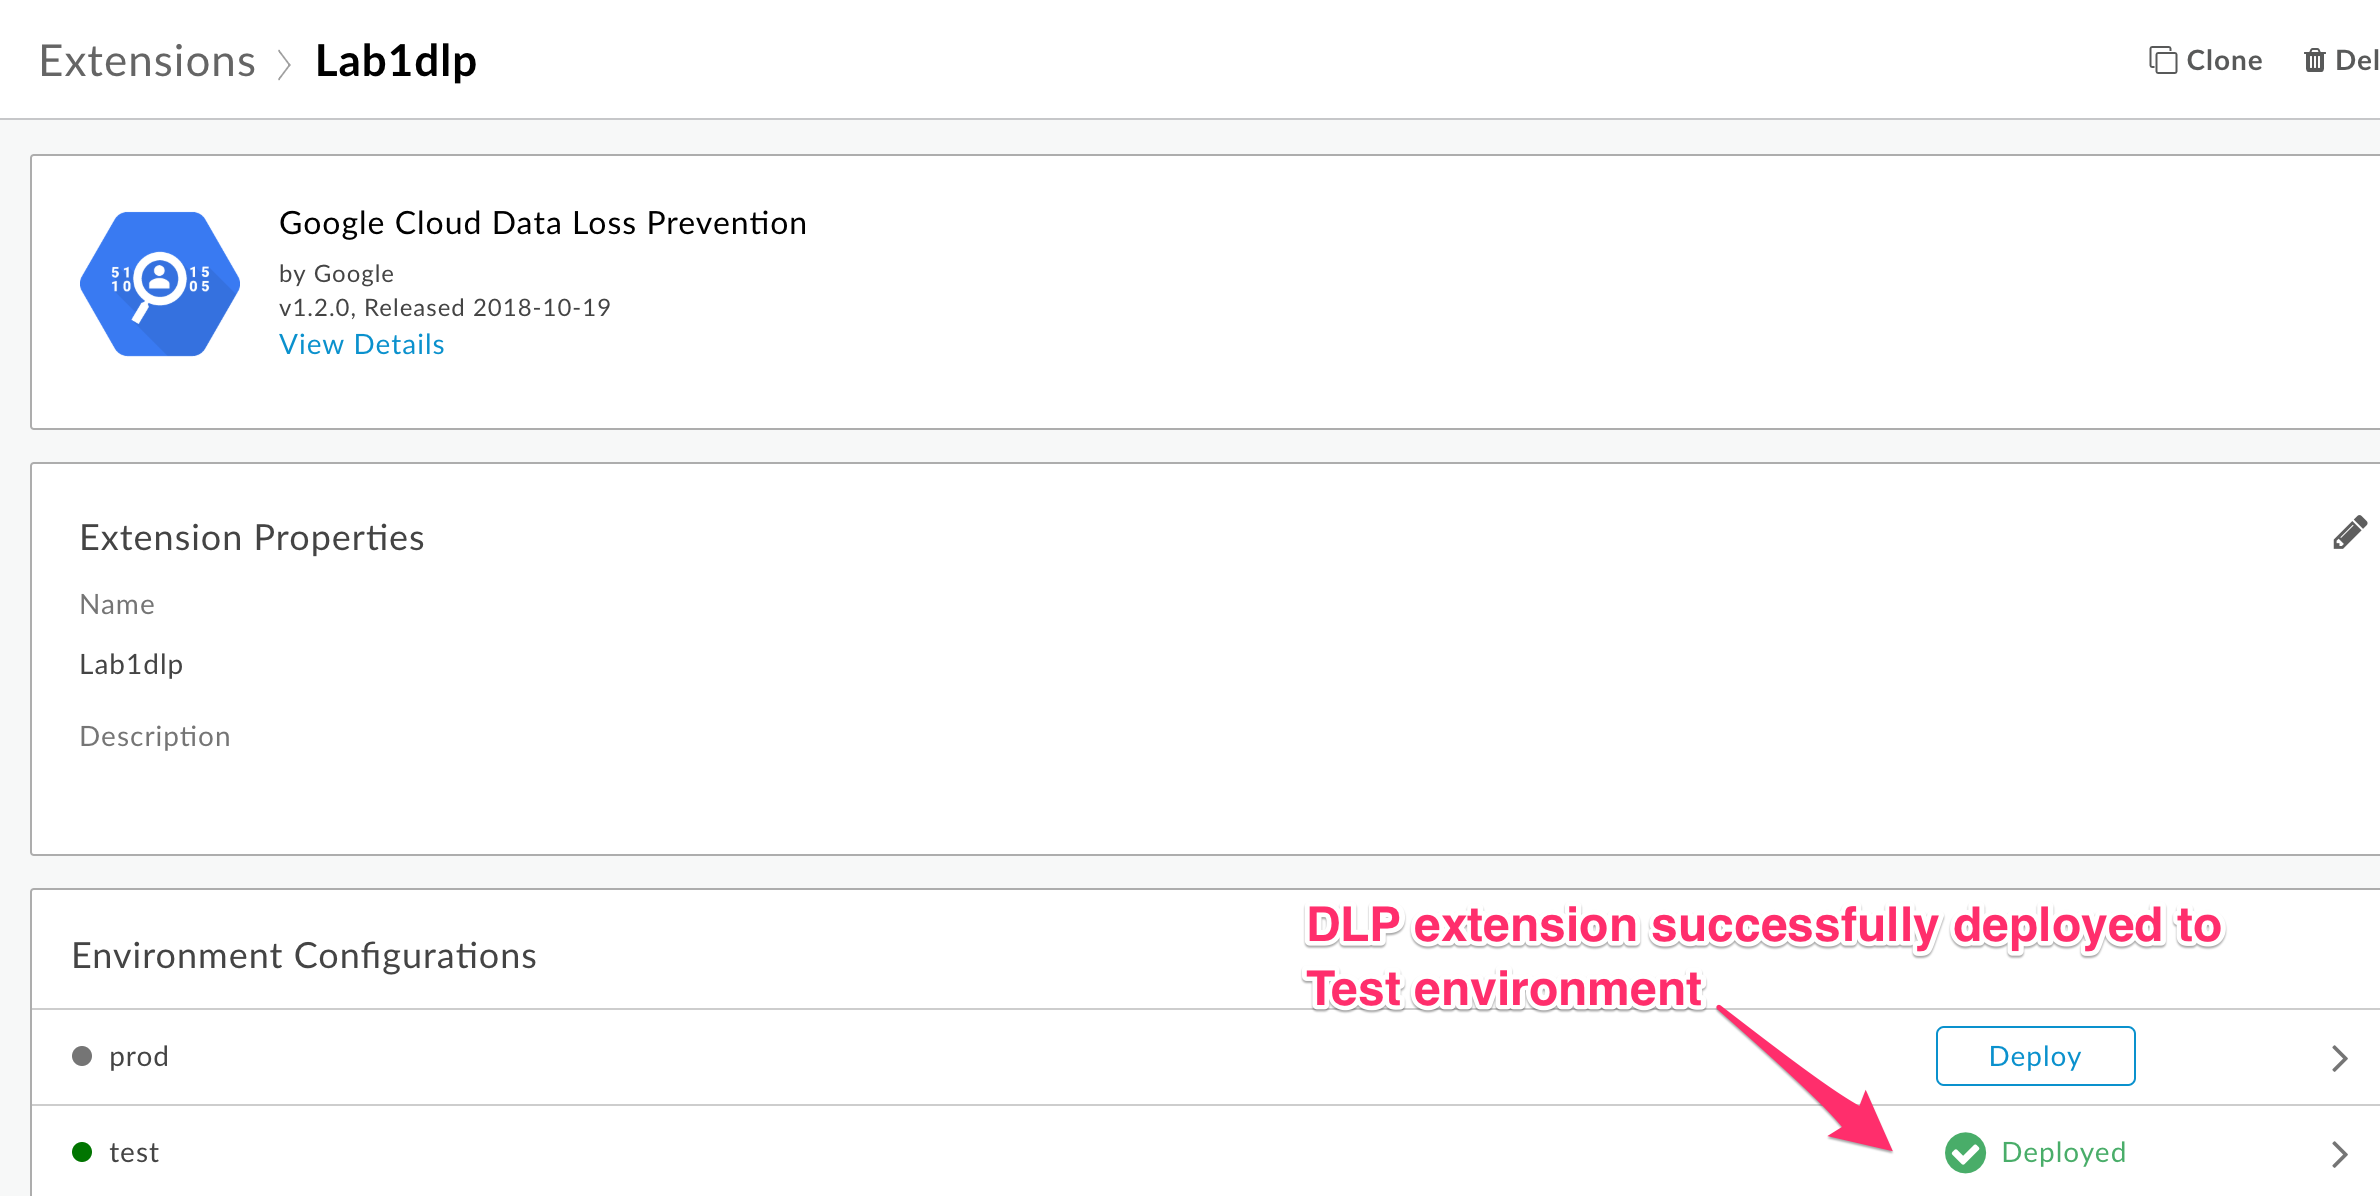 Extensions > Lab1dlp
Clone
Del
Google Cloud Data Loss Prevention
51 15
10 05
by Google
v1.2.0, Released 2018-10-19
View Details
Extension Properties
Name
Lab1dlp
Description
DLP extension successfully deployed to
Test environment
Environment Configurations
prod
Deploy
test
Deployed